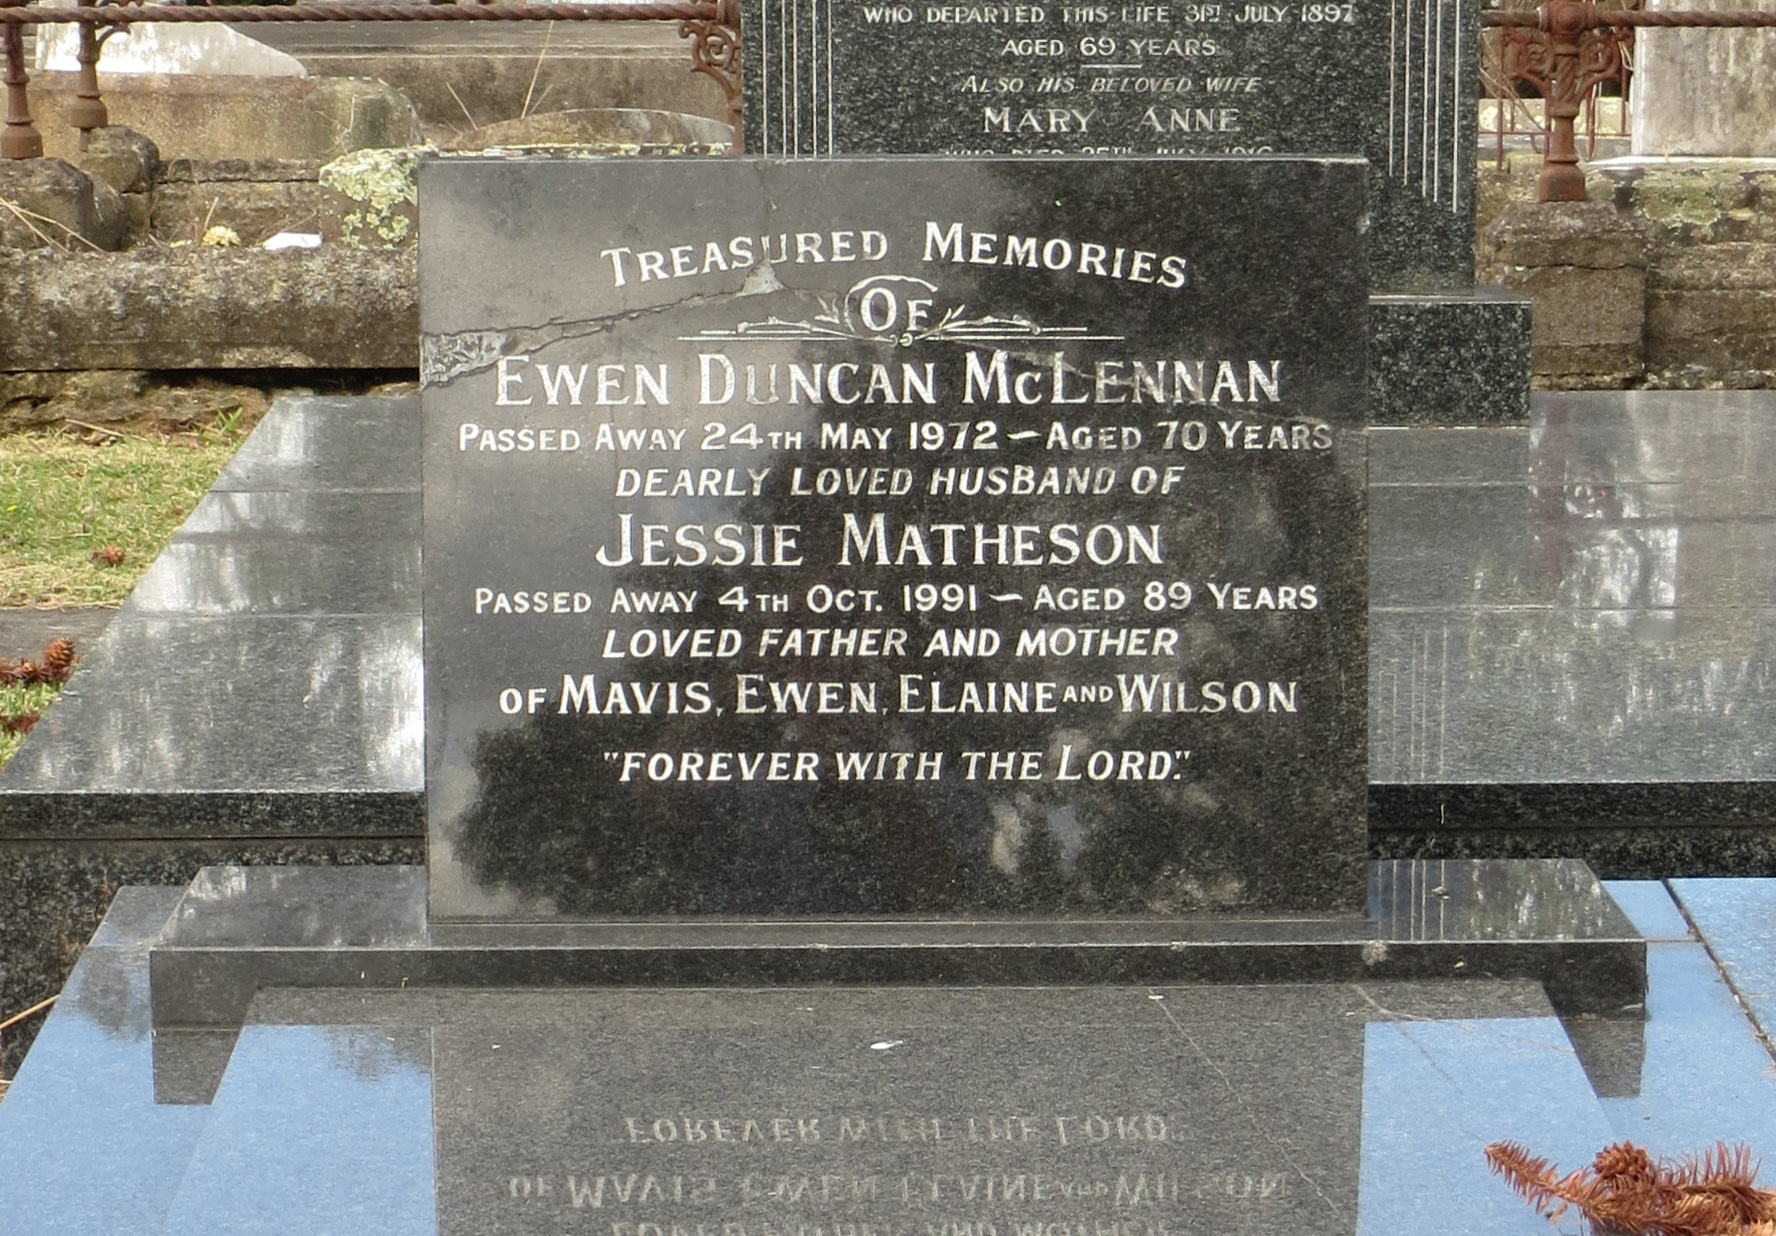 WHO DEPARTED THIS LIFE 31ST JULY 1897
AGED 69 YEARS
ALSO HIS BELOVED WIFE
MARY ANNE
WHO DIED 25TH
TREASURED MEMORIES
OF
EWEN DUNCAN MCLENNAN
PASSED AWAY 24TH MAY 1972 – AGED 70 YEARS
DEARLY LOVED HUSBAND OF
JESSIE MATHESON
PASSED AWAY 4TH OCT. 1991 – AGED 89 YEARS
LOVED FATHER AND MOTHER
OF MAVIS, EWEN, ELAINE AND WILSON
"FOREVER WITH THE LORD."